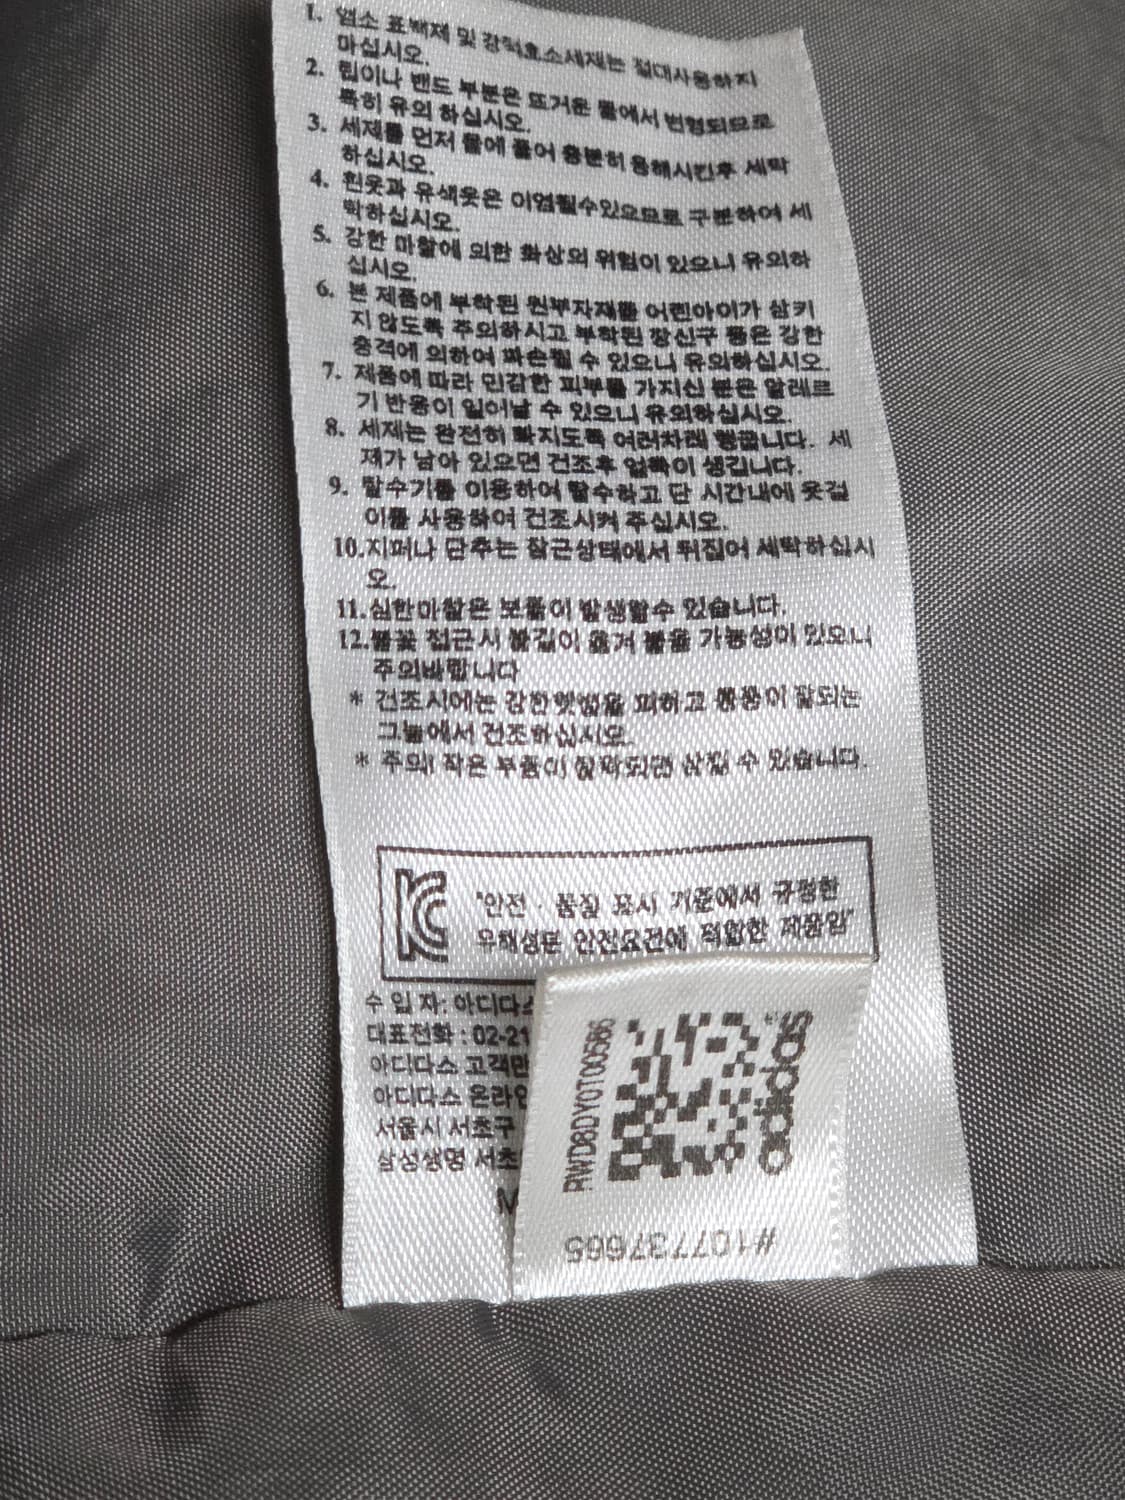 1. 염소 표백제 및 강력효소세재는 절대사용하지
마십시오.
2. 립이나 밴드 부분은 뜨거운 물에서 변형되므로
특히 유의 하십시오.
3. 세제를 먼저 물에 풀어 충분히 용해시킨후 세탁
하십시오.
4. 흰옷과 유색옷은 이염될수있으므로 구분하여 세
탁하십시오.
5. 강한 마찰에 의한 화상의 위험이 있으니 유의하
십시오.
6. 본 제품에 부착된 원부자재를 어린아이가 삼키
지 않도록 주의하시고 부착된 장신구 등은 강한
충격에 의하여 파손될 수 있으니 유의하십시오.
7. 제품에 따라 민감한 피부를 가지신 분은 알레르
기 반응이 일어날 수 있으니 유의하십시오.
8. 세제는 완전히 빠지도록 여러차례 헹굽니다. 세
재가 남아 있으면 건조후 얼룩이 생깁니다.
9. 탈수기를 이용하여 탈수하고 단 시간내에 옷걸
이를 사용하여 건조시켜 주십시오.
10.지퍼나 단추는 잠근상태에서 뒤집어 세탁하십시
오.
11.심한마찰은 보풀이 발생할수 있습니다.
12.불꽃 접근시 불길이 옮겨 붙을 가능성이 있으니
주의바랍니다
* 건조시에는 강한햇빛을 피하고 통풍이 잘되는
그늘에서 건조하십시오.
* 주의! 작은 부품이 장착되면 삼킬 수 있습니다.
"안전 · 품질 표시 기준에서 규정한
유해성분 안전요건에 적합한 제품임"
수 입 자: 아디다스
대표전화 : 02-21
아디다스 고객만
아디다스 온라인
서울시 서초구
삼성생명 서초
M
adidas
RWD8DY0T00586
#107737665